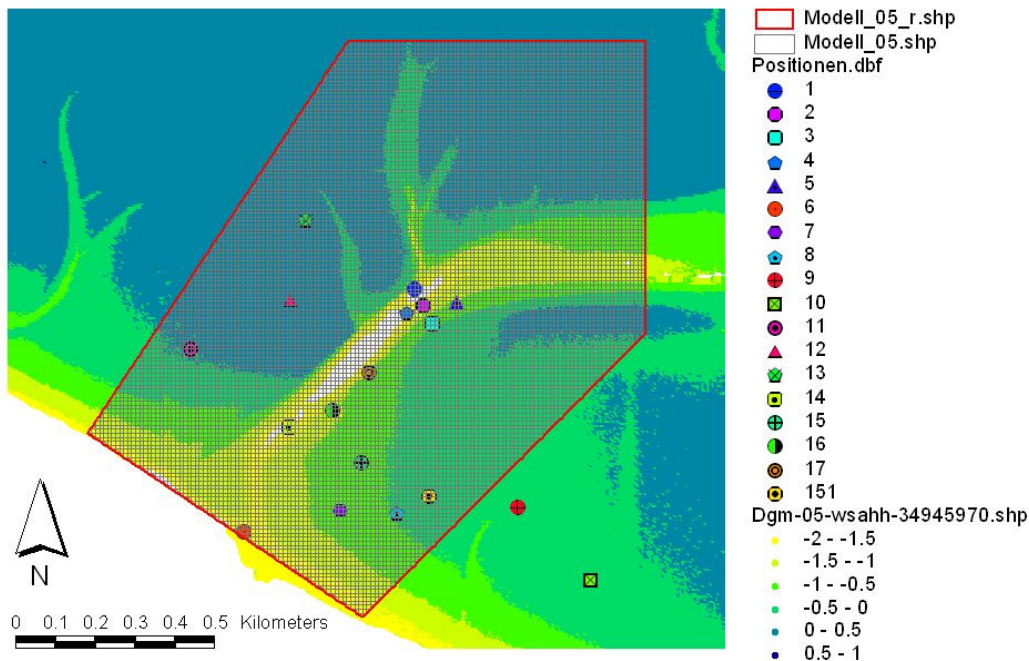 Modell_05_r.shp
Modell_05.shp
Positionen.dbf
1
2
3
4
5
6
7
8
9
10
11
12
13
14
15
16
17
151
Dgm-05-wsahh-34945970.shp
-2 - -1.5
-1.5 - -1
-1 - -0.5
-0.5 - 0
0 - 0.5
0.5 - 1
N
0 0.1 0.2 0.3 0.4 0.5 Kilometers